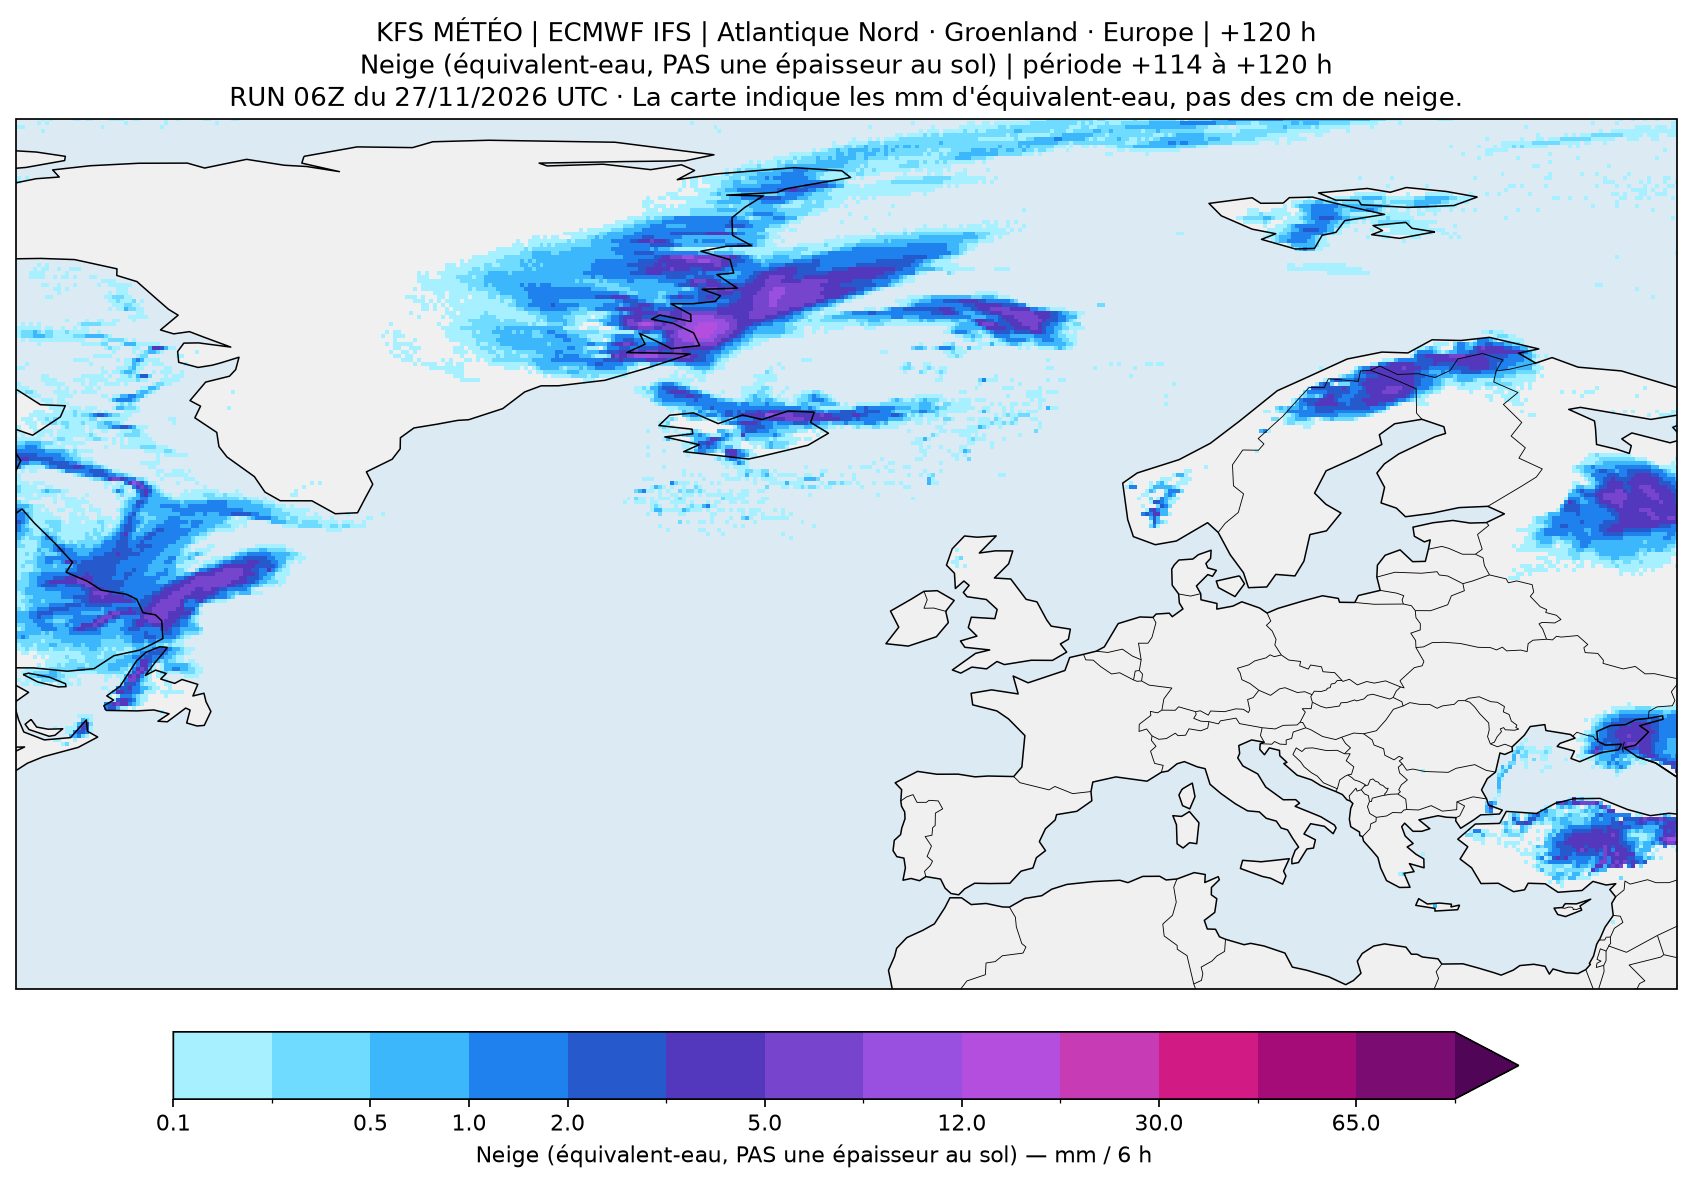 KFS MÉTÉO | ECMWF IFS | Atlantique Nord · Groenland · Europe | +120 h
Neige (équivalent-eau, PAS une épaisseur au sol) | période +114 à +120 h
RUN 06Z du 27/11/2026 UTC · La carte indique les mm d'équivalent-eau, pas des cm de neige.
0.1 0.5 1.0 2.0 5.0 12.0 30.0 65.0
Neige (équivalent-eau, PAS une épaisseur au sol) — mm / 6 h